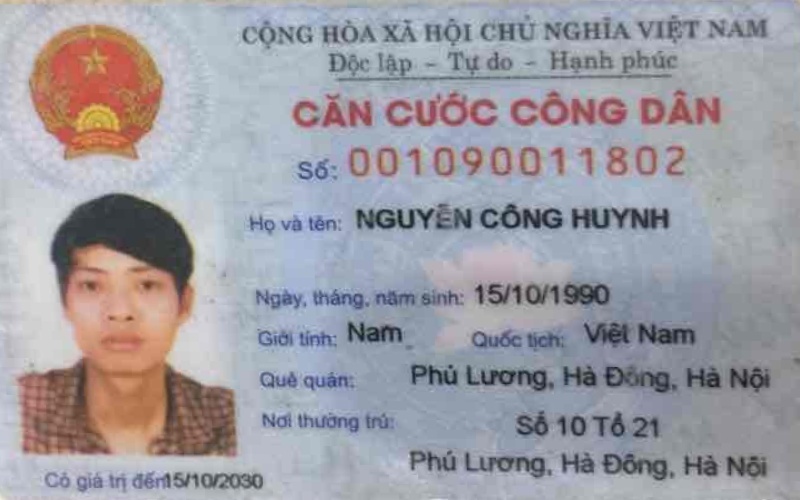 CỘNG HÒA XÃ HỘI CHỦ NGHĨA VIỆT NAM
Độc lập - Tự do - Hạnh phúc
CĂN CƯỚC CÔNG DÂN
Số: 001090011802
Họ và tên: NGUYỄN CÔNG HUYNH
Ngày, tháng, năm sinh: 15/10/1990
Giới tính: Nam Quốc tịch: Việt Nam
Quê quán: Phú Lương, Hà Đông, Hà Nội
Nơi thường trú: Số 10 Tổ 21
Phú Lương, Hà Đông, Hà Nội
Có giá trị đến 15/10/2030